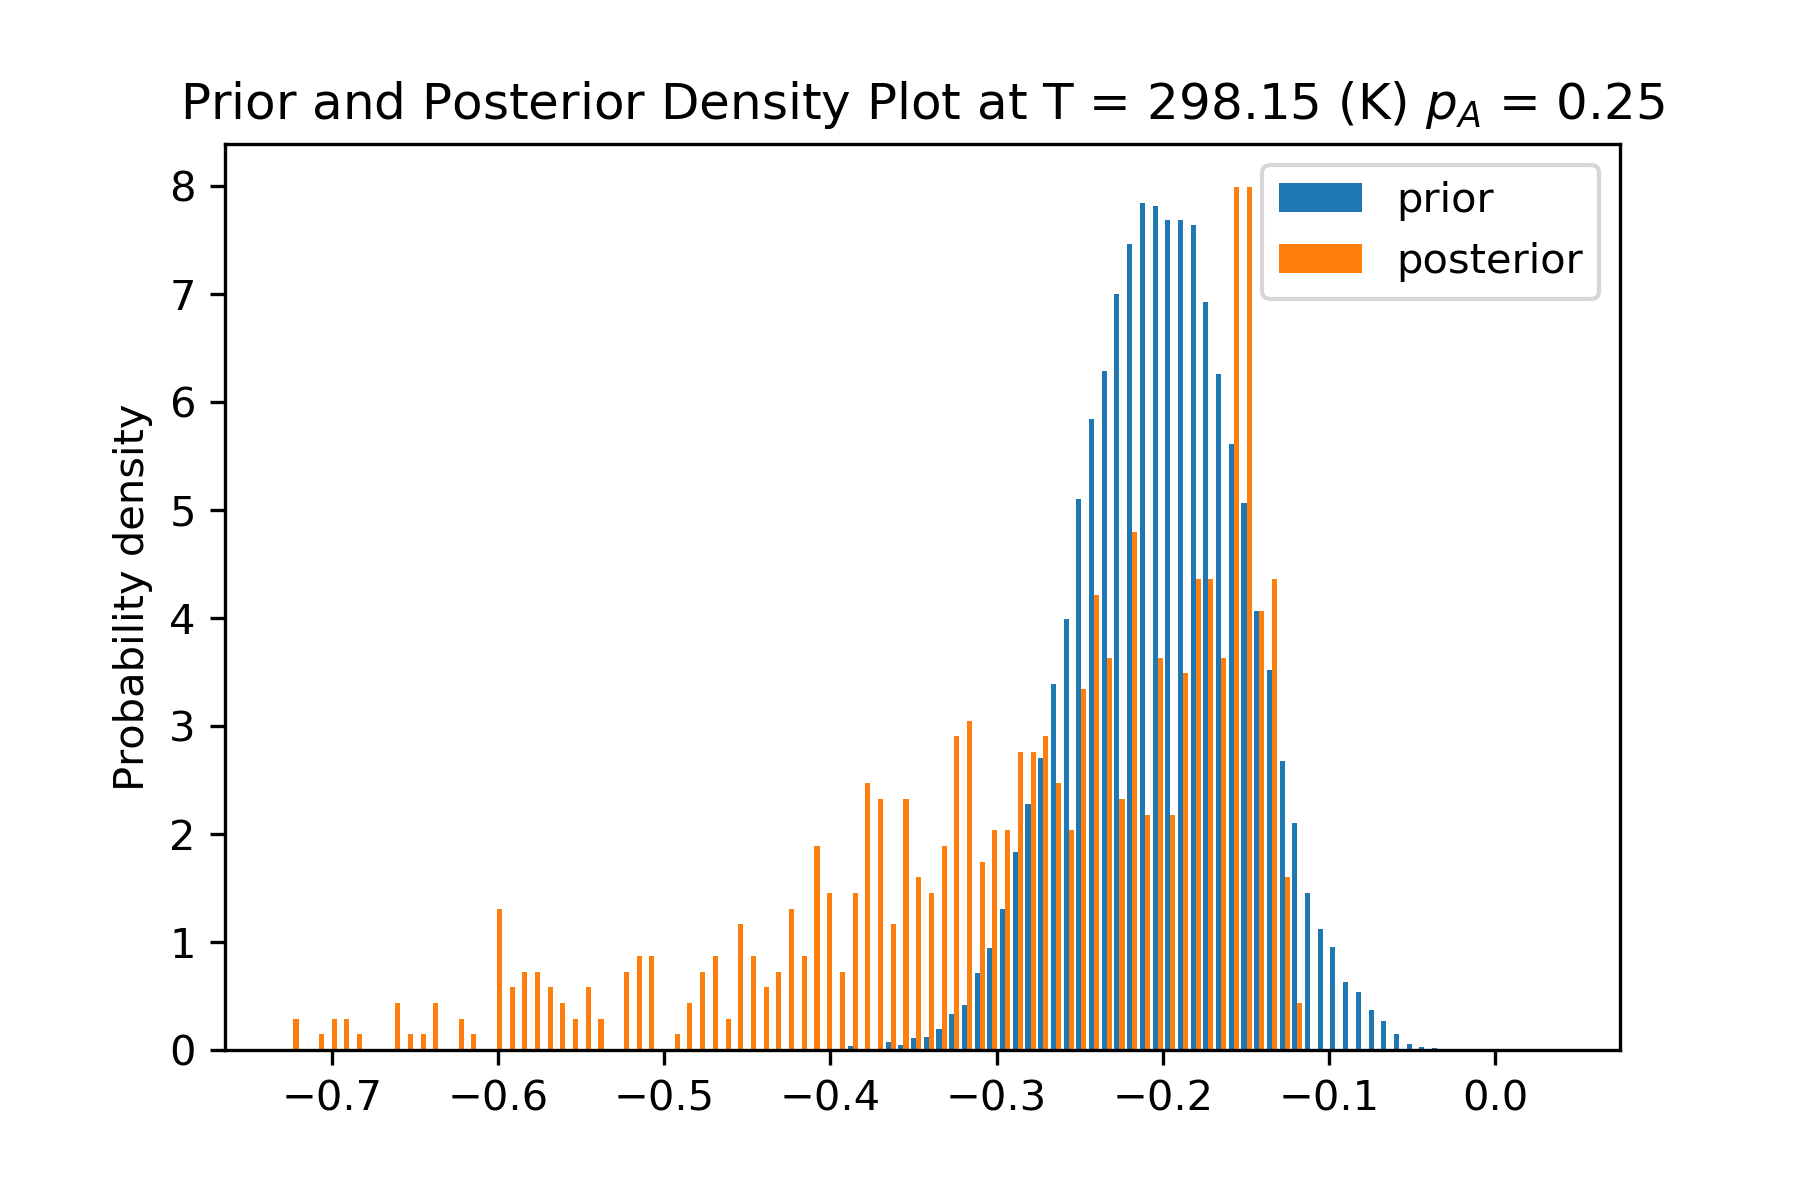 Prior and Posterior Density Plot at T = 298.15 (K) p_A = 0.25
prior
posterior
Probability density
8
7
6
5
4
3
2
1
0
−0.7 −0.6 −0.5 −0.4 −0.3 −0.2 −0.1 0.0